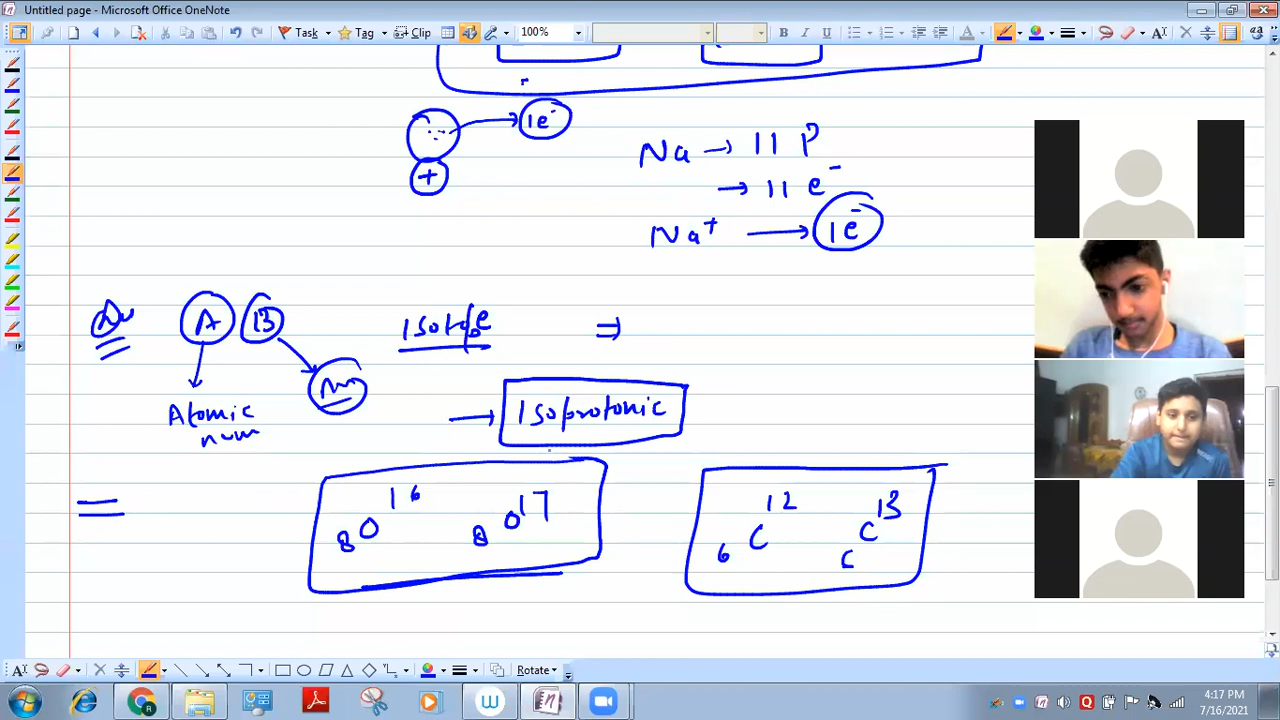 Untitled page - Microsoft Office OneNote
Task Tag Clip 100%
1e⁻
+
Na → 11 P
→ 11 e⁻
Na⁺ → 1e⁻
A B Isotope ⇒
Atomic
num
→ Isoprotonic
₈O¹⁶ ₈O¹⁷ ₆C¹² C¹³
Rotate
4:17 PM
7/16/2021